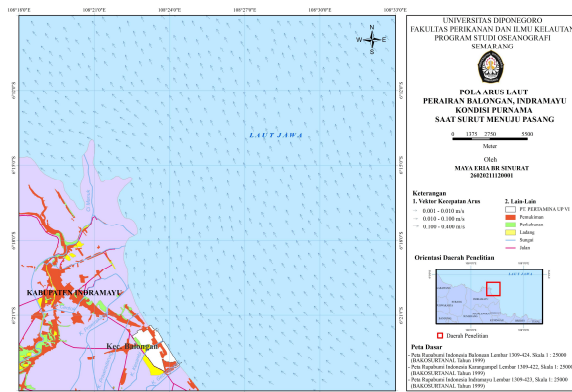 108°18'0"E 108°21'0"E 108°24'0"E 108°27'0"E 108°30'0"E 108°33'0"E
N
W E
S
LAUT JAWA
KABUPATEN INDRAMAYU
Kec. Balongan
UNIVERSITAS DIPONEGORO
FAKULTAS PERIKANAN DAN ILMU KELAUTAN
PROGRAM STUDI OSEANOGRAFI
SEMARANG
POLA ARUS LAUT
PERAIRAN BALONGAN, INDRAMAYU
KONDISI PURNAMA
SAAT SURUT MENUJU PASANG
0 1375 2750 5500
Meter
Oleh
MAYA ERIA BR SINURAT
26020211120001
Keterangan
1. Vektor Kecepatan Arus
0.001 - 0.010 m/s
0.010 - 0.100 m/s
0.100 - 0.400 m/s
2. Lain-Lain
PT. PERTAMINA UP VI
Pemukiman
Perkebunan
Ladang
Sungai
Jalan
Orientasi Daerah Penelitian
LAUT JAWA
Daerah Penelitian
Peta Dasar
- Peta Rupabumi Indonesia Balongan Lembar 1309-424, Skala 1 : 25000
(BAKOSURTANAL Tahun 1999)
- Peta Rupabumi Indonesia Karangampel Lembar 1309-422, Skala 1 : 25000
(BAKOSURTANAL Tahun 1999)
- Peta Rupabumi Indonesia Indramayu Lembar 1309-423, Skala 1 : 25000
(BAKOSURTANAL Tahun 1999)